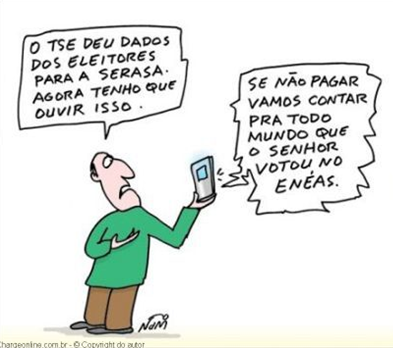 O TSE DEU DADOS
DOS ELEITORES
PARA A SERASA.
AGORA TENHO QUE
OUVIR ISSO.
SE NÃO PAGAR
VAMOS CONTAR
PRA TODO
MUNDO QUE
O SENHOR
VOTOU NO
ENÉAS.
NANI
Chargeonline.com.br - © Copyright do autor